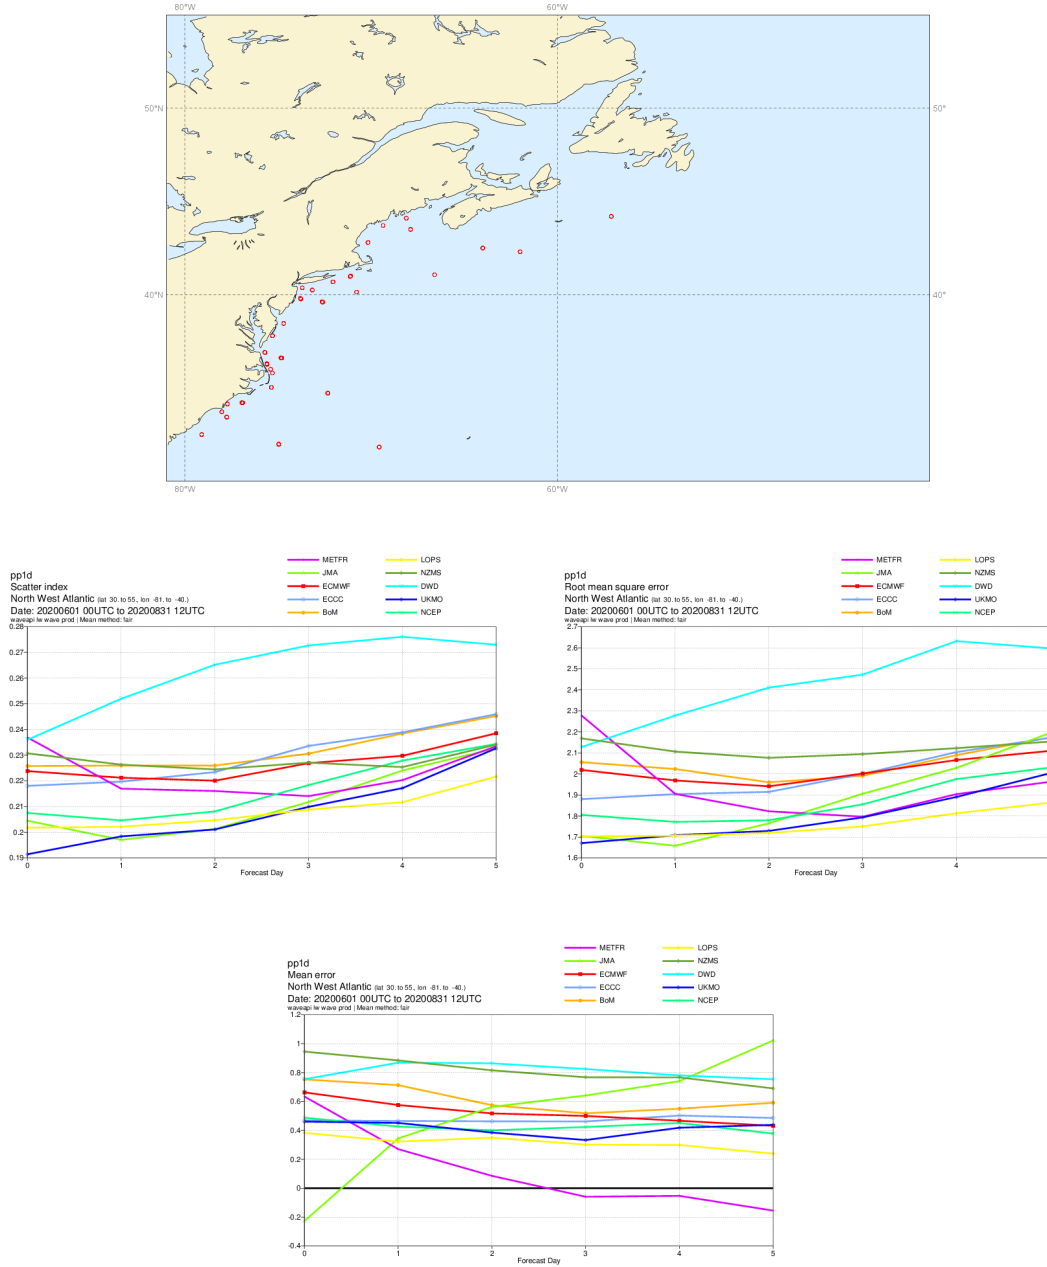 80°W 60°W
50°N 50°
40°N 40°
80°W 60°W
METFR LOPS
JMA NZMS
ECMWF DWD
ECCC UKMO
BoM NCEP
pp1d
Scatter index
North West Atlantic (lat 30. to 55., lon -81. to -40.)
Date: 20200601 00UTC to 20200831 12UTC
waveapi lw wave prod | Mean method: fair
0.28
0.27
0.26
0.25
0.24
0.23
0.22
0.21
0.2
0.19
0 1 2 3 4 5
Forecast Day
METFR LOPS
JMA NZMS
ECMWF DWD
ECCC UKMO
BoM NCEP
pp1d
Root mean square error
North West Atlantic (lat 30. to 55., lon -81. to -40.)
Date: 20200601 00UTC to 20200831 12UTC
waveapi lw wave prod | Mean method: fair
2.7
2.6
2.5
2.4
2.3
2.2
2.1
2
1.9
1.8
1.7
1.6
0 1 2 3 4
Forecast Day
METFR LOPS
JMA NZMS
ECMWF DWD
ECCC UKMO
BoM NCEP
pp1d
Mean error
North West Atlantic (lat 30. to 55., lon -81. to -40.)
Date: 20200601 00UTC to 20200831 12UTC
waveapi lw wave prod | Mean method: fair
1.2
1
0.8
0.6
0.4
0.2
0
-0.2
-0.4
0 1 2 3 4 5
Forecast Day